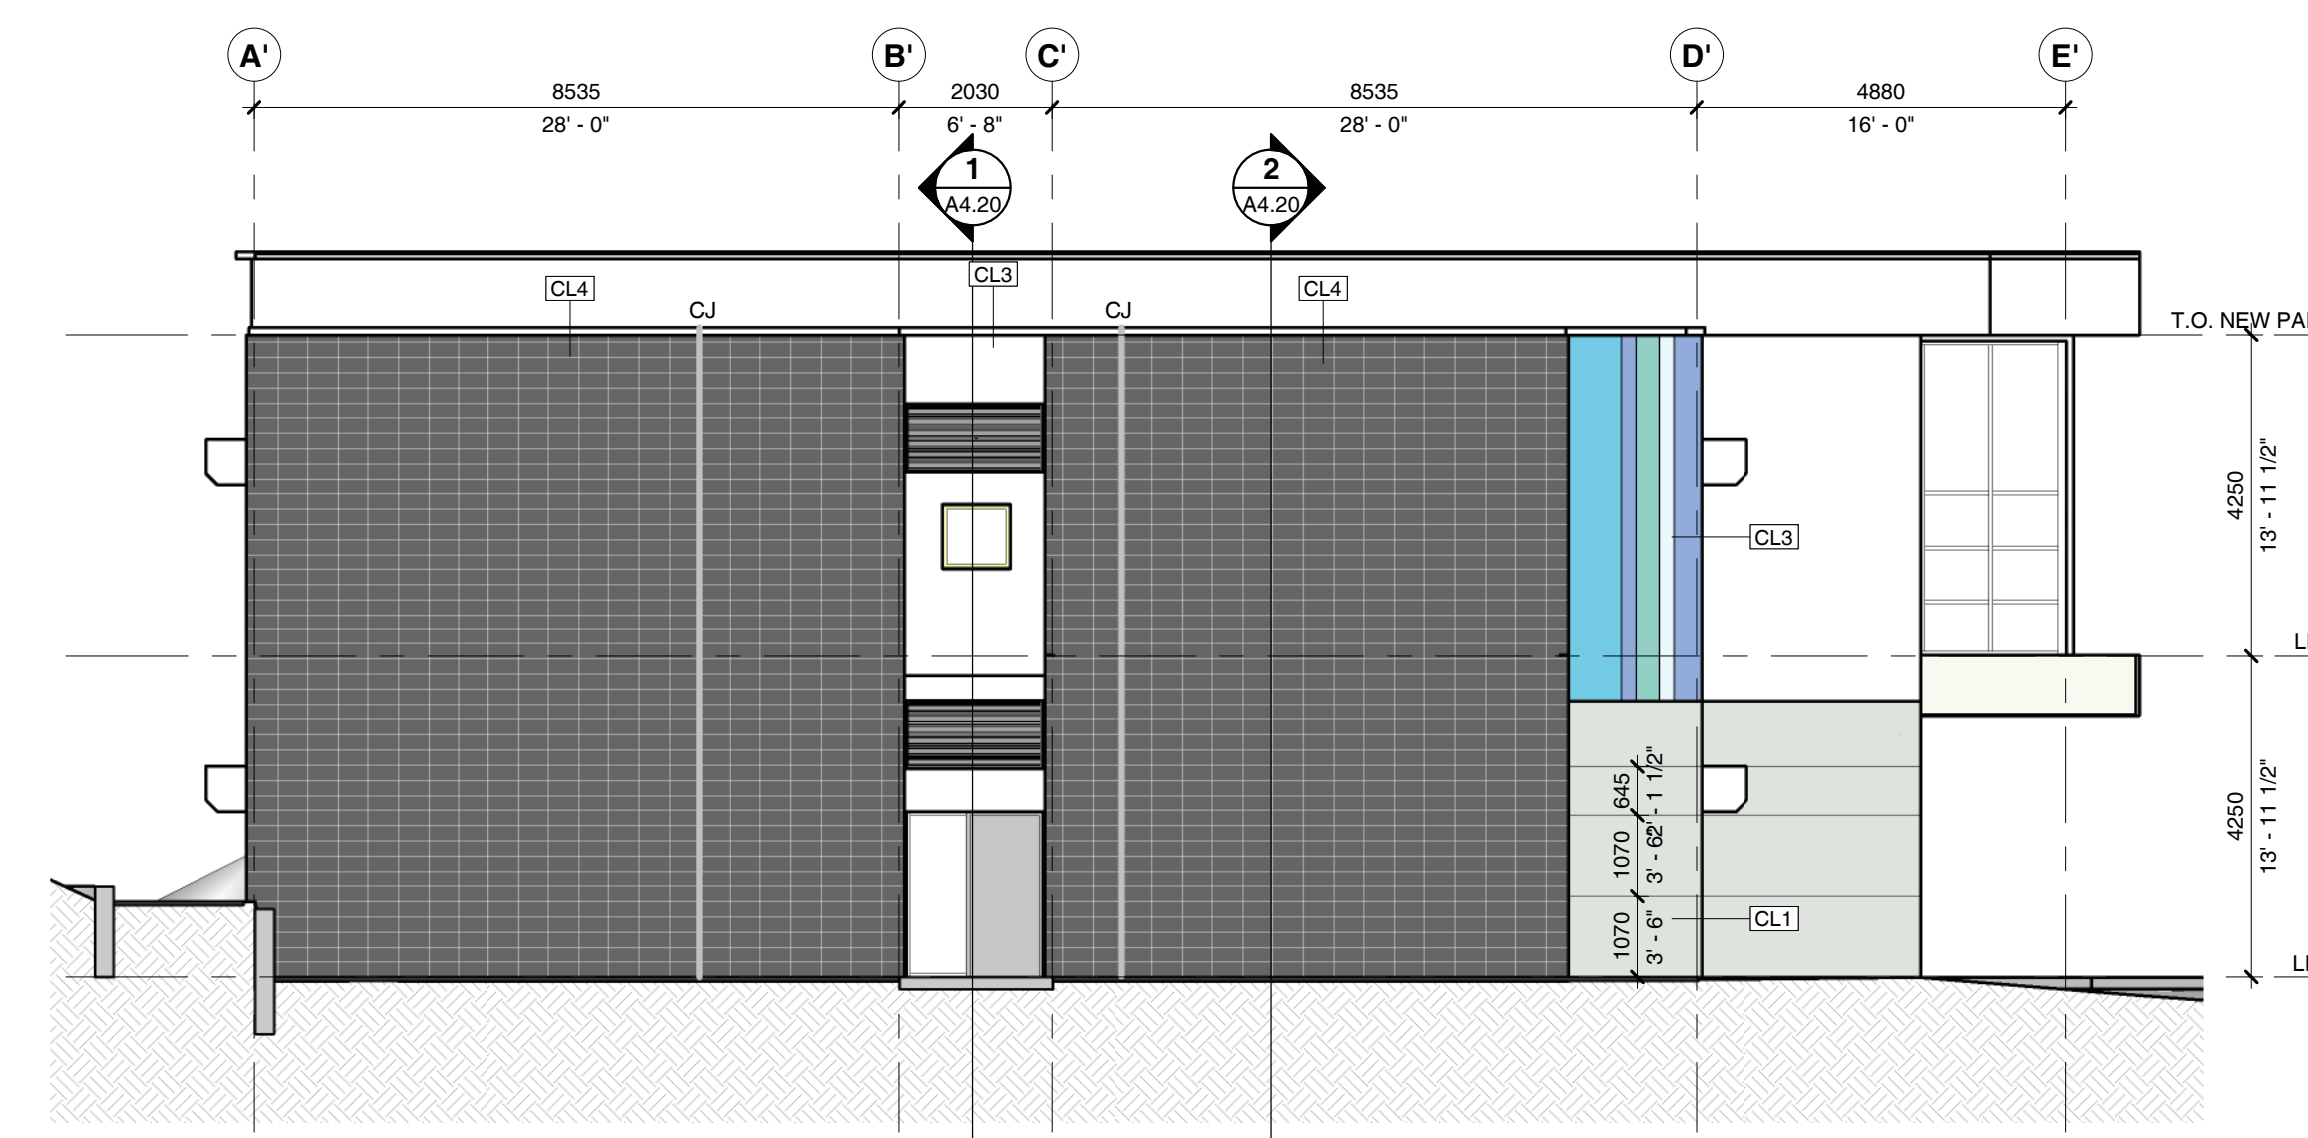 A' B' C' D' E'
8535 2030 8535 4880
28' - 0" 6' - 8" 28' - 0" 16' - 0"
1 2
A4.20 A4.20
CL3
CL4 CL4
CJ CJ
T.O. NEW
4250
13' - 11 1/2"
CL3
4250
13' - 11 1/2"
645
2' - 1 1/2"
1070
3' - 6"
1070
3' - 6"
CL1